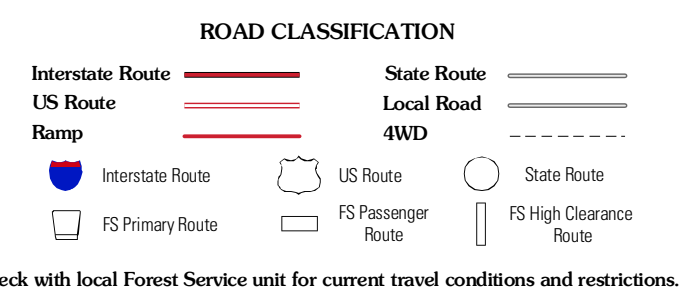 ROAD CLASSIFICATION
Interstate Route
State Route
US Route
Local Road
Ramp
4WD
Interstate Route
US Route
State Route
FS Primary Route
FS Passenger
Route
FS High Clearance
Route
eck with local Forest Service unit for current travel conditions and restrictions.